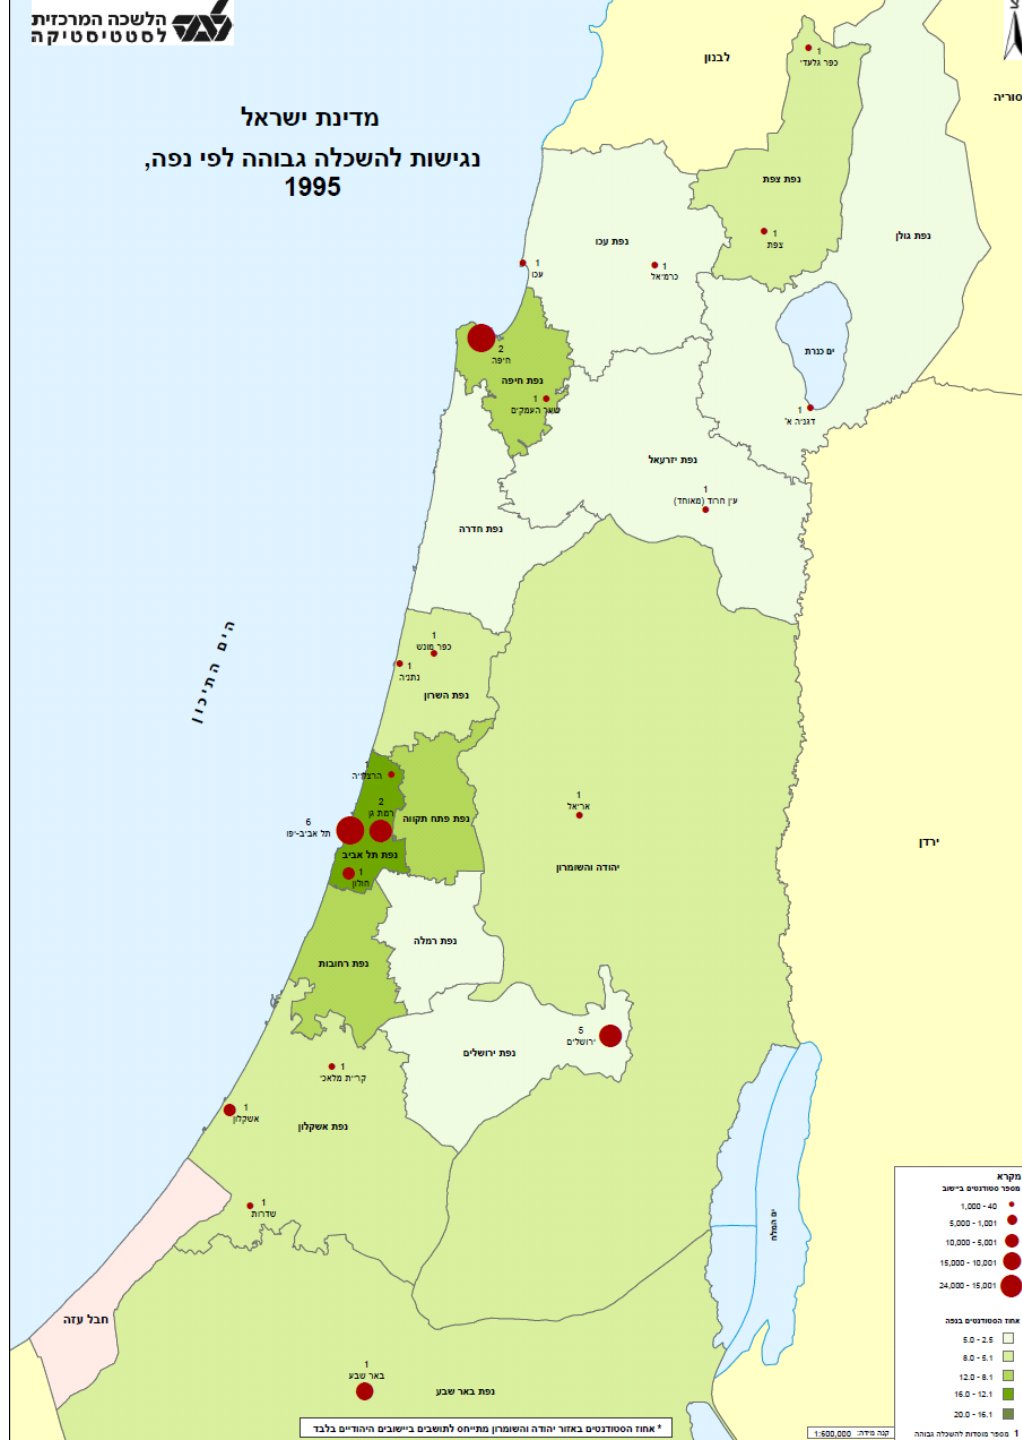 הלשכה המרכזית
לסטטיסטיקה
מדינת ישראל
נגישות להשכלה גבוהה לפי נפה,
1995
לבנון
סוריה
1
כפר גלעדי
נפת צפת
1
צפת
נפת גולן
נפת עכו
1
עכו
1
כרמיאל
ים כנרת
2
חיפה
נפת חיפה
1
שער העמקים
1
דגניה א'
נפת יזרעאל
1
עין חרוד (מאוחד)
נפת חדרה
הים התיכון
1
כפר מונש
1
נתניה
נפת השרון
1
הרצליה
2
רמת גן
6
תל אביב-יפו
נפת פתח תקווה
נפת תל אביב
1
חולון
1
אריאל
יהודה והשומרון
ירדן
נפת רמלה
נפת רחובות
5
ירושלים
נפת ירושלים
1
קריית מלאכי
1
אשקלון
נפת אשקלון
1
שדרות
חבל עזה
ים המלח
1
באר שבע
נפת באר שבע
* אחוז הסטודנטים באזור יהודה והשומרון מתייחס לתושבים ביישובים היהודיים בלבד
קנה מידה: 1:600,000
מקרא
מספר סטודנטים ביישוב
1,000 - 40
5,000 - 1,001
10,000 - 5,001
15,000 - 10,001
24,000 - 15,001
אחוז הסטודנטים בנפה
5.0 - 2.5
8.0 - 5.1
12.0 - 8.1
16.0 - 12.1
20.0 - 16.1
1 מספר מוסדות להשכלה גבוהה